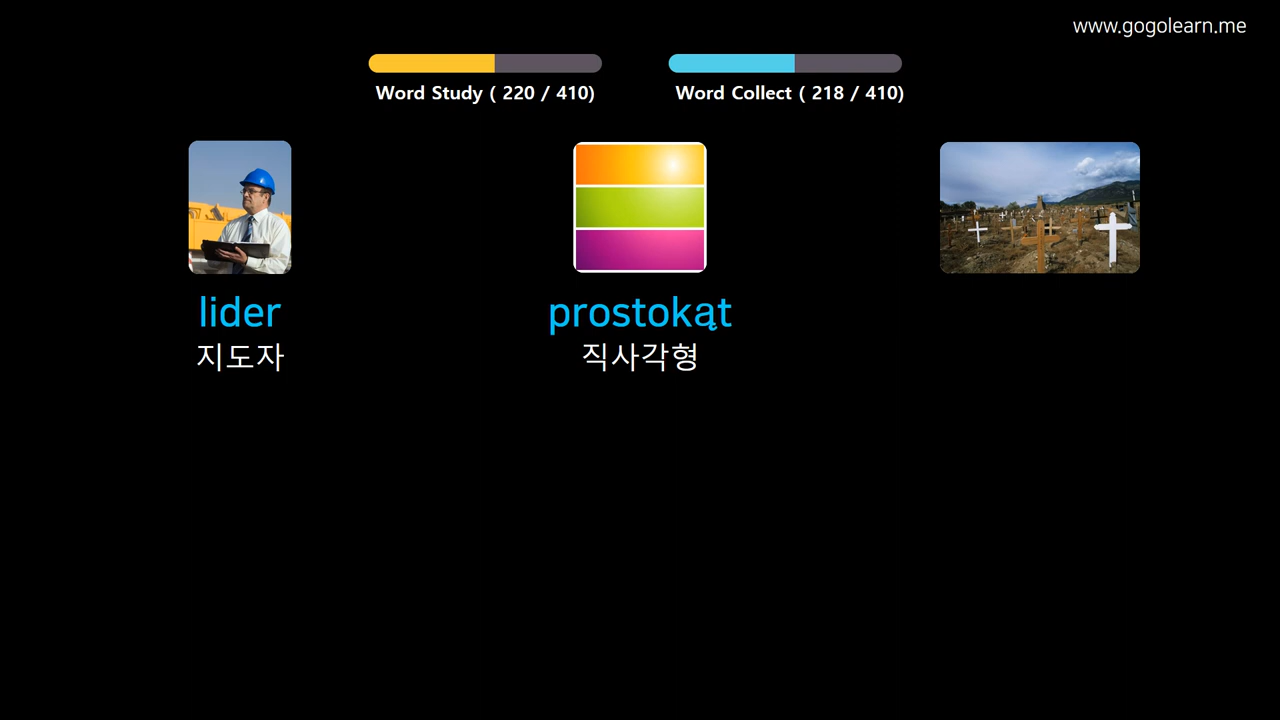 www.gogolearn.me
Word Study ( 220 / 410)
Word Collect ( 218 / 410)
lider
지도자
prostokąt
직사각형